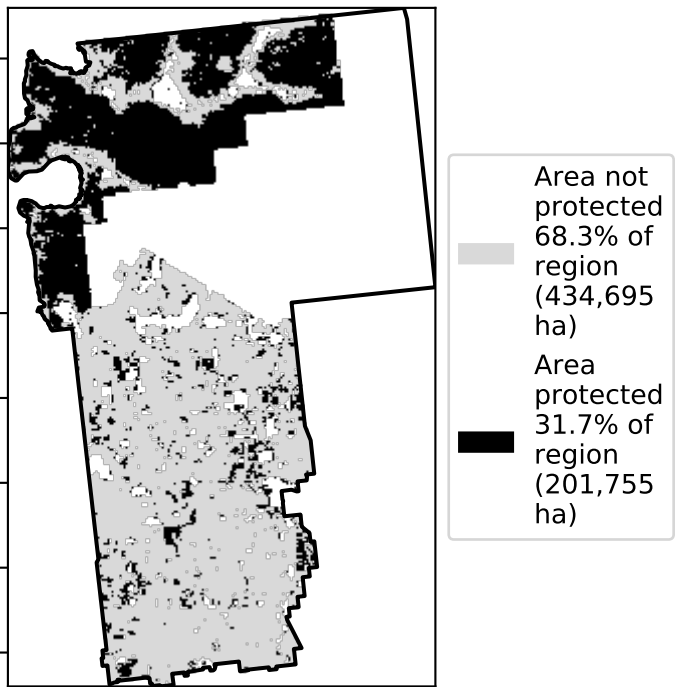 Area not
protected
68.3% of
region
(434,695
ha)
Area
protected
31.7% of
region
(201,755
ha)